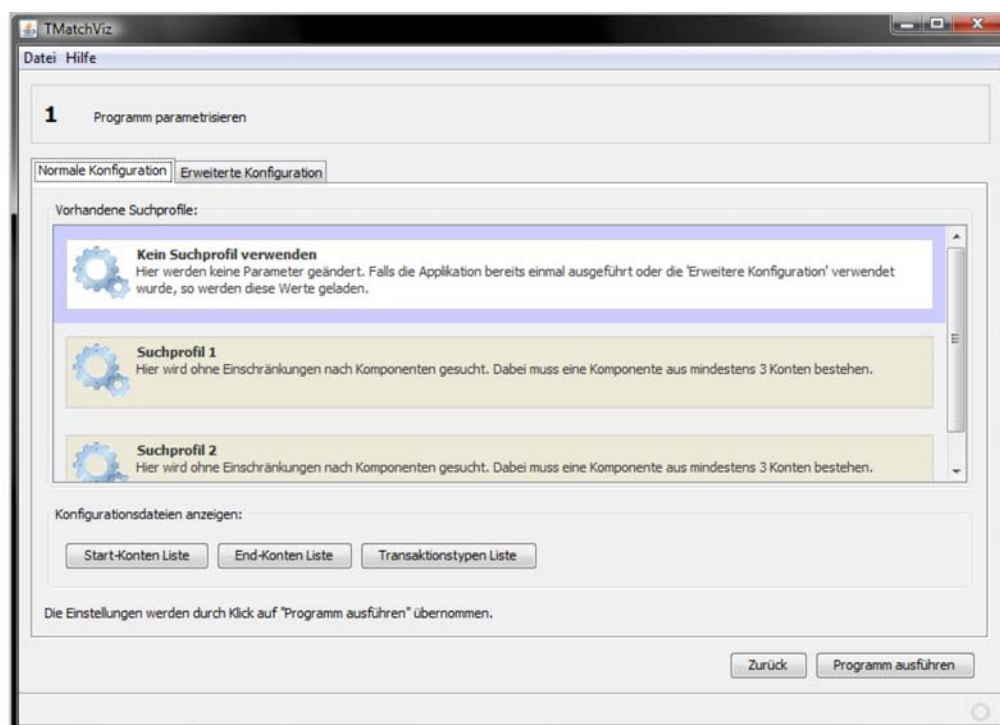 TMatchViz
Datei Hilfe
1 Programm parametrisieren
Normale Konfiguration Erweiterte Konfiguration
Vorhandene Suchprofile:
Kein Suchprofil verwenden
Hier werden keine Parameter geändert. Falls die Applikation bereits einmal ausgeführt oder die 'Erweitere Konfiguration' verwendet
wurde, so werden diese Werte geladen.
Suchprofil 1
Hier wird ohne Einschränkungen nach Komponenten gesucht. Dabei muss eine Komponente aus mindestens 3 Konten bestehen.
Suchprofil 2
Hier wird ohne Einschränkungen nach Komponenten gesucht. Dabei muss eine Komponente aus mindestens 3 Konten bestehen.
Konfigurationsdateien anzeigen:
Start-Konten Liste End-Konten Liste Transaktionstypen Liste
Die Einstellungen werden durch Klick auf "Programm ausführen" übernommen.
Zurück Programm ausführen